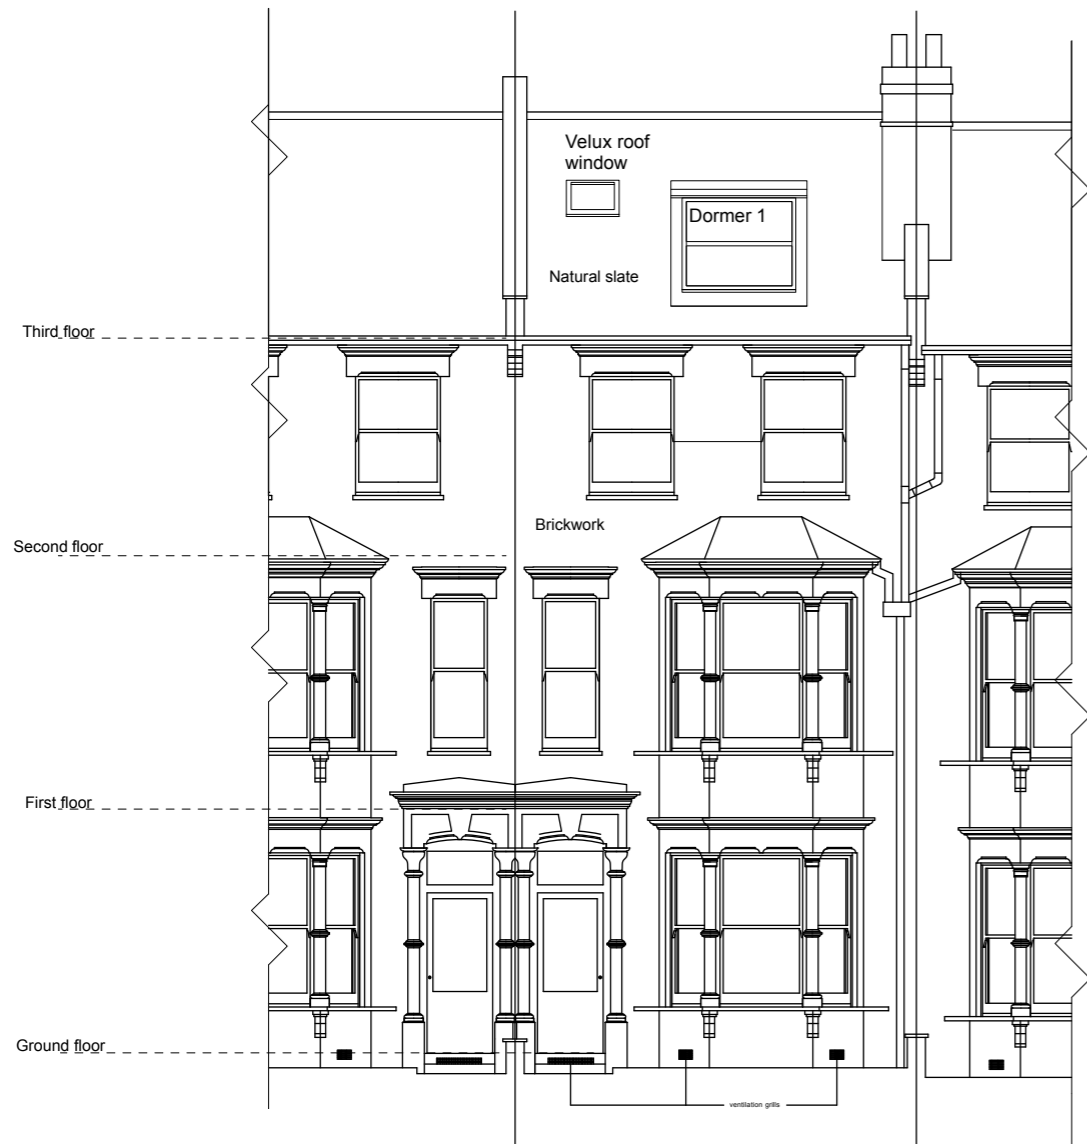 Velux roof
window
Dormer 1
Natural slate
Third floor
Brickwork
Second floor
First floor
Ground floor
ventilation grills